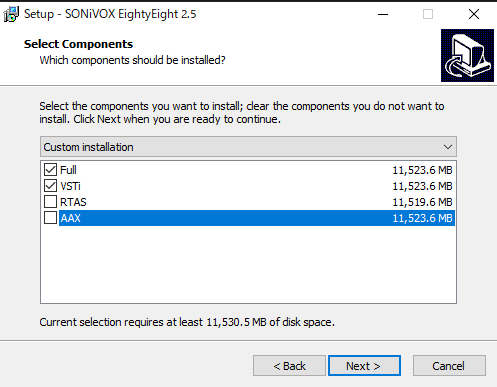 Setup - SONiVOX EightyEight 2.5
Select Components
Which components should be installed?
Select the components you want to install; clear the components you do not want to
install. Click Next when you are ready to continue.
Custom installation
Full 11,523.6 MB
VSTi 11,523.6 MB
RTAS 11,519.6 MB
AAX 11,523.6 MB
Current selection requires at least 11,530.5 MB of disk space.
< Back Next > Cancel